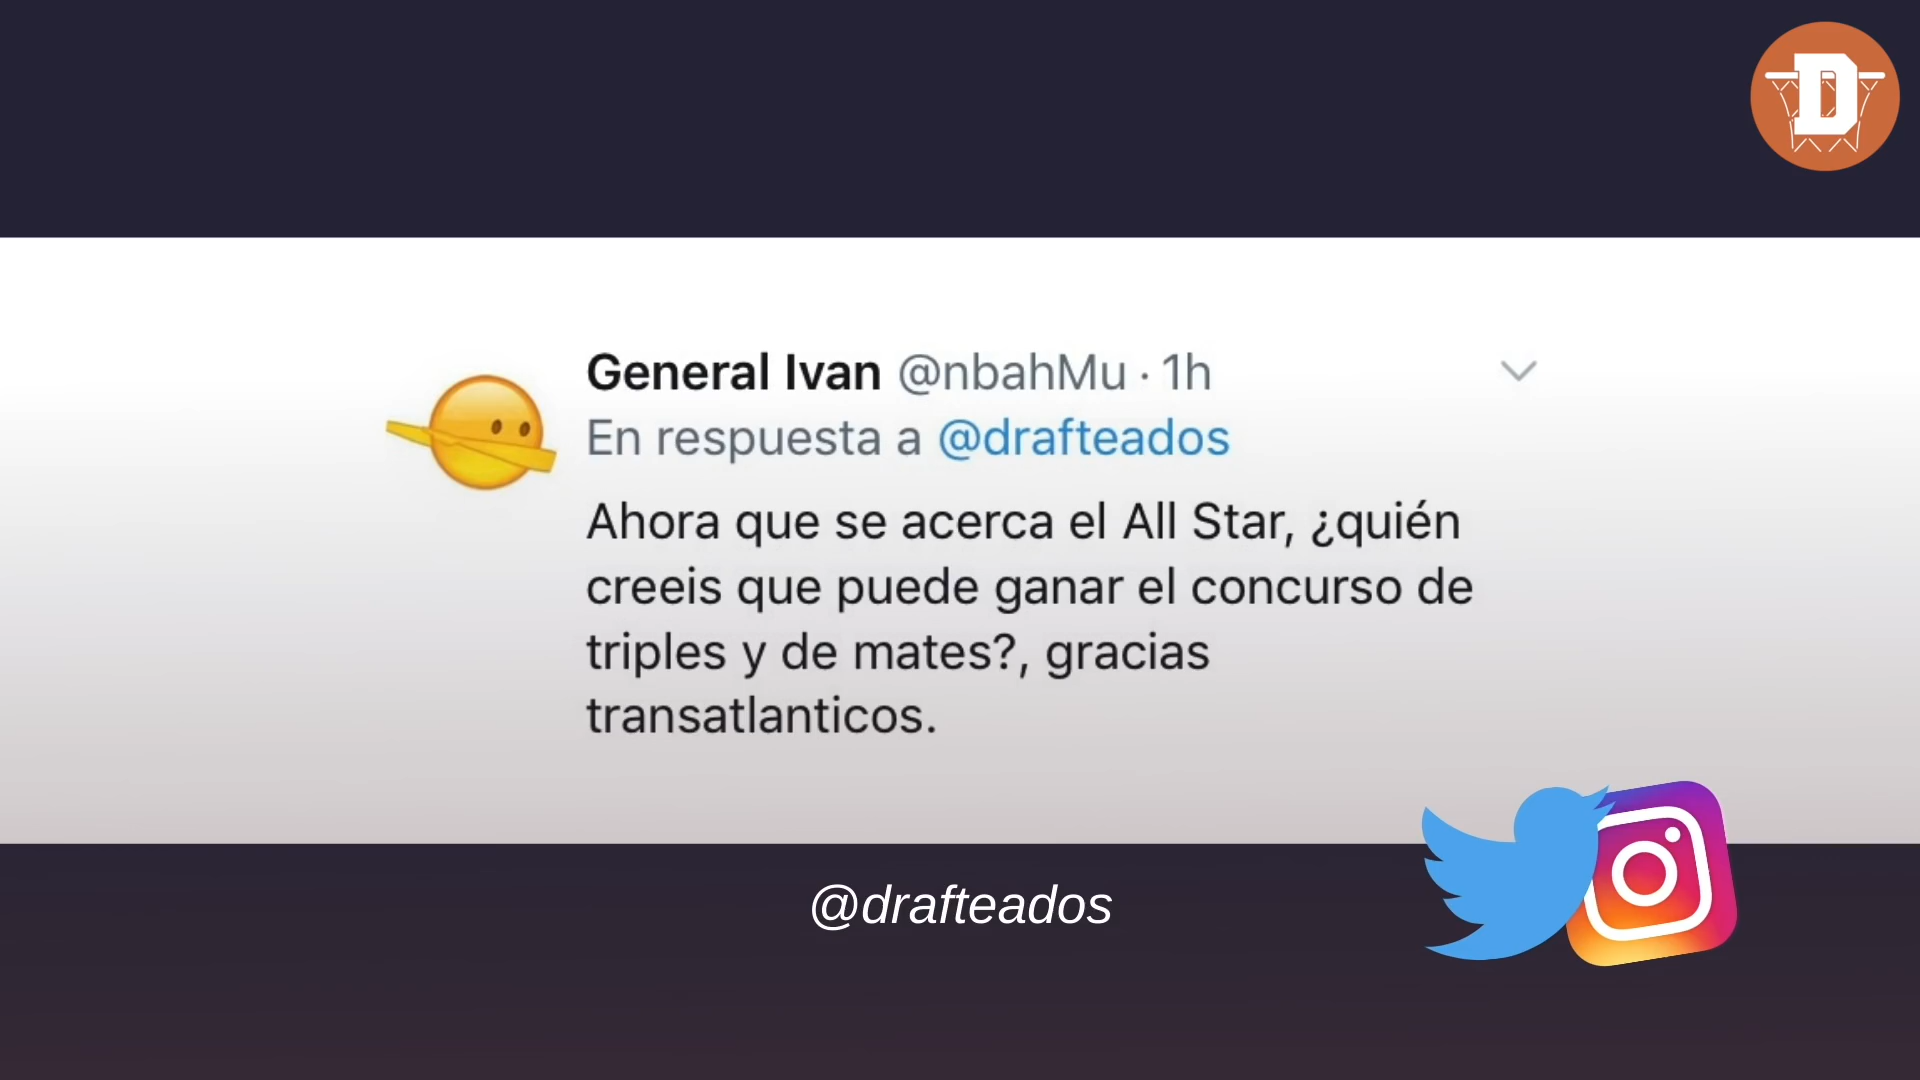 D
General Ivan @nbahMu · 1h
En respuesta a @drafteados
Ahora que se acerca el All Star, ¿quién
creeis que puede ganar el concurso de
triples y de mates?, gracias
transatlanticos.
@drafteados